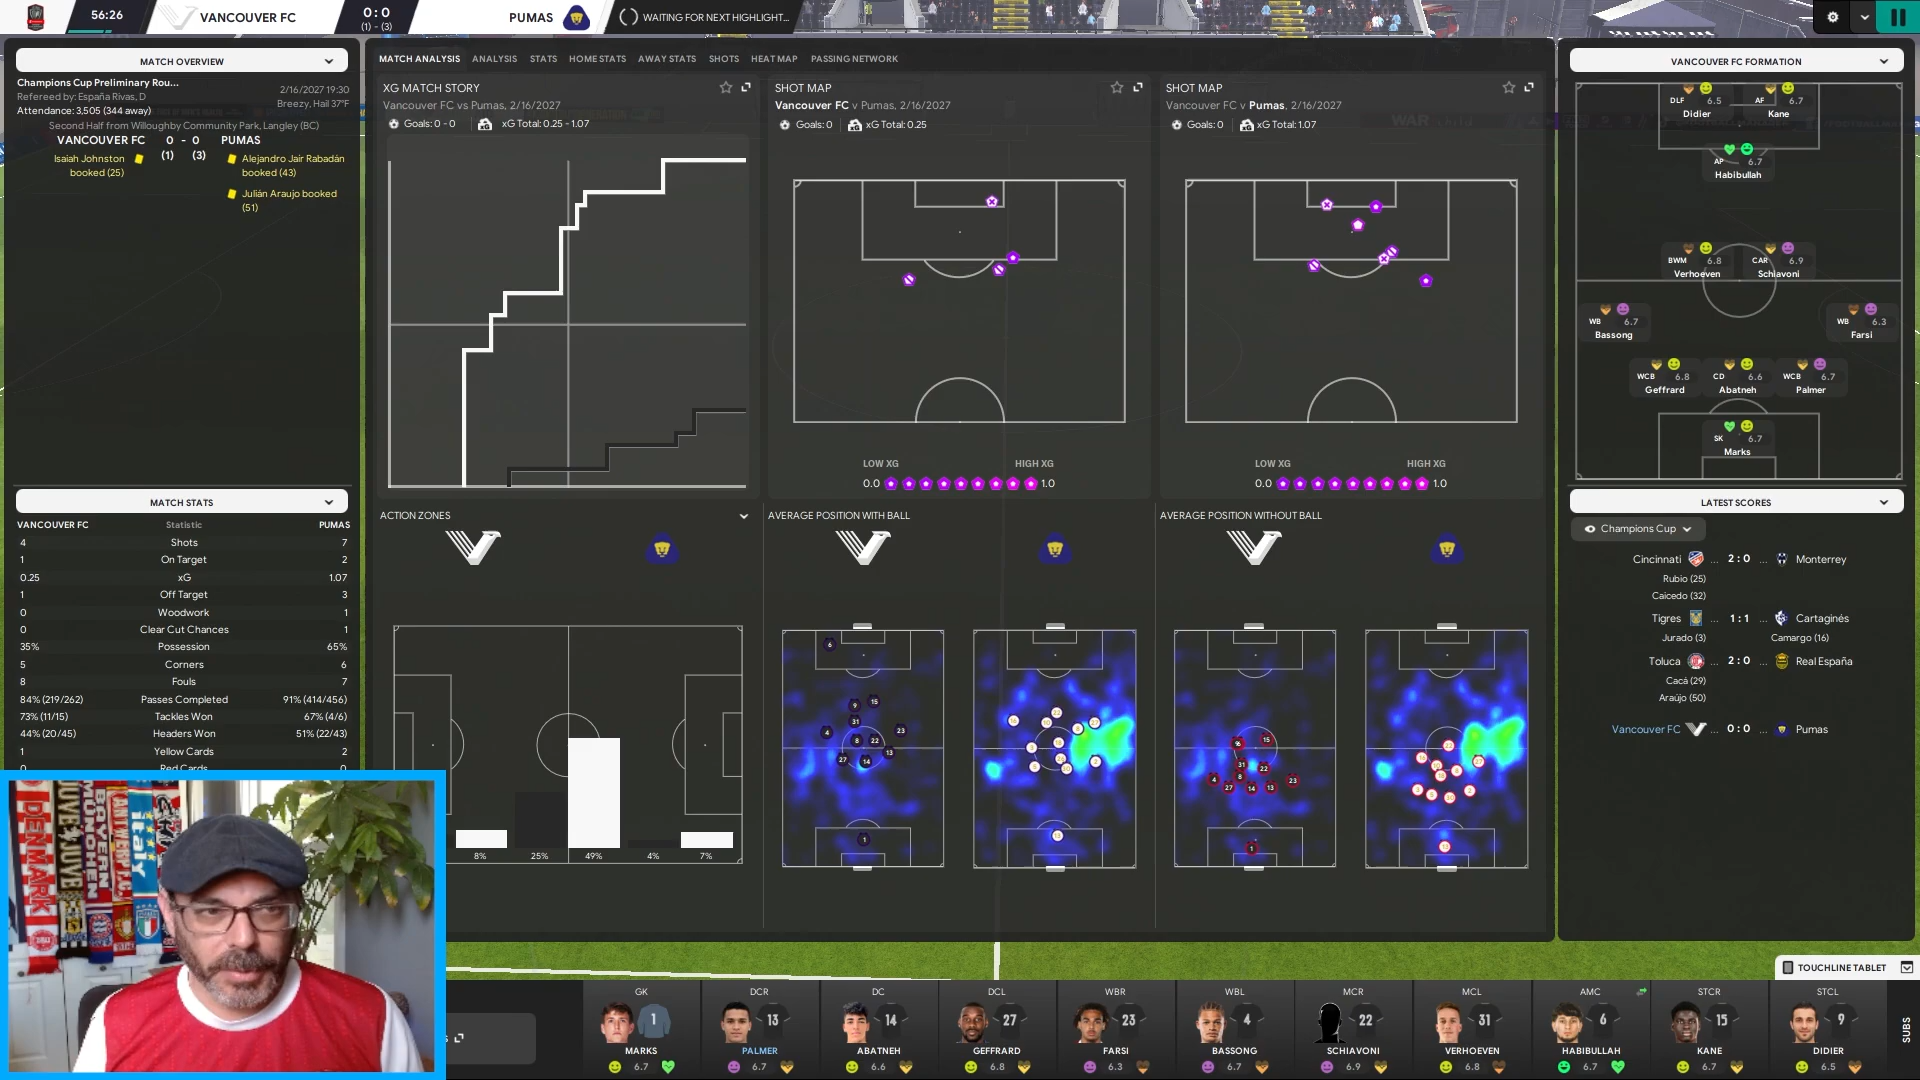 56:26
VANCOUVER FC
0 : 0
(1) - (3)
PUMAS
WAITING FOR NEXT HIGHLIGHT...
MATCH OVERVIEW
Champions Cup Preliminary Rou...
Refereed by: España Rivas, D
Attendance: 3,505 (344 away)
2/16/2027 19:30
Breezy, Hail 37°F
Second Half from Willoughby Community Park, Langley (BC)
VANCOUVER FC 0 - 0 PUMAS
(1) (3)
Isaiah Johnston booked (25)
Alejandro Jair Rabadán booked (43)
Julián Araujo booked (51)
MATCH STATS
VANCOUVER FC Statistic PUMAS
4 Shots 7
1 On Target 2
0.25 xG 1.07
1 Off Target 3
0 Woodwork 1
0 Clear Cut Chances 1
35% Possession 65%
5 Corners 6
8 Fouls 7
84% (219/262) Passes Completed 91% (414/456)
73% (11/15) Tackles Won 67% (4/6)
44% (20/45) Headers Won 51% (22/43)
1 Yellow Cards 2
0 Red Cards 0
MATCH ANALYSIS ANALYSIS STATS HOME STATS AWAY STATS SHOTS HEAT MAP PASSING NETWORK
XG MATCH STORY
Vancouver FC vs Pumas, 2/16/2027
Goals: 0 - 0 xG Total: 0.25 - 1.07
SHOT MAP
Vancouver FC v Pumas, 2/16/2027
Goals: 0 xG Total: 0.25
LOW XG HIGH XG
0.0 1.0
SHOT MAP
Vancouver FC v Pumas, 2/16/2027
Goals: 0 xG Total: 1.07
LOW XG HIGH XG
0.0 1.0
ACTION ZONES
8% 25% 49% 4% 7%
AVERAGE POSITION WITH BALL
AVERAGE POSITION WITHOUT BALL
VANCOUVER FC FORMATION
DLF 6.5
Didier
AF 6.7
Kane
AP 6.7
Habibullah
BWM 6.8
Verhoeven
CAR 6.9
Schiavoni
WB 6.7
Bassong
WB 6.3
Farsi
WCB 6.8
Geffrard
CD 6.6
Abatneh
WCB 6.7
Palmer
SK 6.7
Marks
LATEST SCORES
Champions Cup
Cincinnati ... 2 : 0 ... Monterrey
Rubio (25)
Caicedo (32)
Tigres ... 1 : 1 ... Cartaginés
Jurado (3) Camargo (16)
Toluca ... 2 : 0 ... Real España
Cacá (29)
Araújo (50)
Vancouver FC 0 : 0 Pumas
TOUCHLINE TABLET
DENMARK
JUVE
BAYERN MÜNCHEN
italy
GK 1 MARKS 6.7
DCR 13 PALMER 6.7
DC 14 ABATNEH 6.6
DCL 27 GEFFRARD 6.8
WBR 23 FARSI 6.3
WBL 4 BASSONG 6.7
MCR 22 SCHIAVONI 6.9
MCL 31 VERHOEVEN 6.8
AMC 6 HABIBULLAH 6.7
STCR 15 KANE 6.7
STCL 9 DIDIER 6.5
SUBS